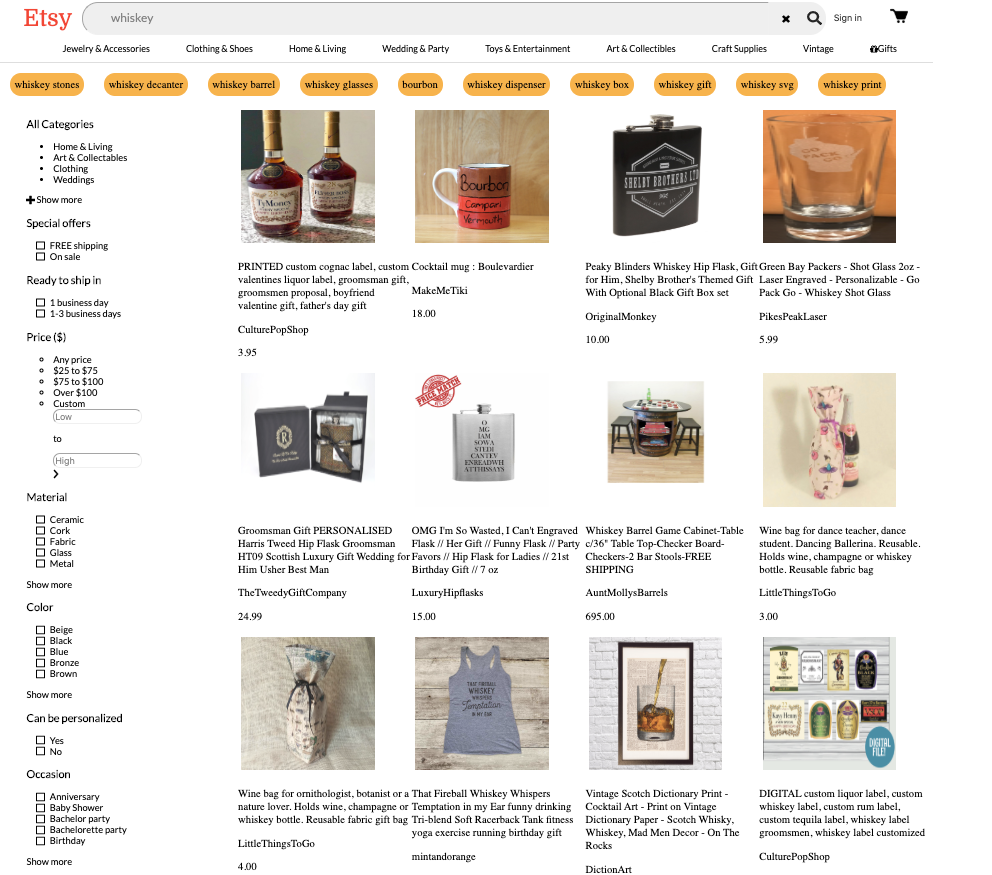 Etsy
whiskey
Sign in
Jewelry & Accessories
Clothing & Shoes
Home & Living
Wedding & Party
Toys & Entertainment
Art & Collectibles
Craft Supplies
Vintage
Gifts
whiskey stones
whiskey decanter
whiskey barrel
whiskey glasses
bourbon
whiskey dispenser
whiskey box
whiskey gift
whiskey svg
whiskey print
All Categories
Home & Living
Art & Collectables
Clothing
Weddings
Show more
Special offers
FREE shipping
On sale
Ready to ship in
1 business day
1-3 business days
Price ($)
Any price
$25 to $75
$75 to $100
Over $100
Custom
Low
to
High
Material
Ceramic
Cork
Fabric
Glass
Metal
Show more
Color
Beige
Black
Blue
Bronze
Brown
Show more
Can be personalized
Yes
No
Occasion
Anniversary
Baby Shower
Bachelor party
Bachelorette party
Birthday
Show more
TyMoney
PRINTED custom cognac label, custom
valentines liquor label, groomsman gift,
groomsmen proposal, boyfriend
valentine gift, father's day gift
CulturePopShop
3.95
Bourbon
Campari
Vermouth
Cocktail mug : Boulevardier
MakeMeTiki
18.00
SHELBY BROTHERS LTD
Peaky Blinders Whiskey Hip Flask, Gift
for Him, Shelby Brother's Themed Gift
With Optional Black Gift Box set
OriginalMonkey
10.00
GO
PACK
GO
Green Bay Packers - Shot Glass 2oz -
Laser Engraved - Personalizable - Go
Pack Go - Whiskey Shot Glass
PikesPeakLaser
5.99
R
Groomsman Gift PERSONALISED
Harris Tweed Hip Flask Groomsman
HT09 Scottish Luxury Gift Wedding for
Him Usher Best Man
TheTweedyGiftCompany
24.99
PRICE MATCH
O
MG
IAM
SOWA
STEDI
CANTEV
ENREADWH
ATTHISSAYS
OMG I'm So Wasted, I Can't Engraved
Flask // Her Gift // Funny Flask // Party
Favors // Hip Flask for Ladies // 21st
Birthday Gift // 7 oz
LuxuryHipflasks
15.00
Whiskey Barrel Game Cabinet-Table
c/36" Table Top-Checker Board-
Checkers-2 Bar Stools-FREE
SHIPPING
AuntMollysBarrels
695.00
Wine bag for dance teacher, dance
student. Dancing Ballerina. Reusable.
Holds wine, champagne or whiskey
bottle. Reusable fabric bag
LittleThingsToGo
3.00
Wine bag for ornithologist, botanist or a
nature lover. Holds wine, champagne or
whiskey bottle. Reusable fabric gift bag
LittleThingsToGo
4.00
THAT FIREBALL
WHISKEY
WHISPERS
Temptation
IN MY EAR
That Fireball Whiskey Whispers
Temptation in my Ear funny drinking
Tri-blend Soft Racerback Tank fitness
yoga exercise running birthday gift
mintandorange
Vintage Scotch Dictionary Print -
Cocktail Art - Print on Vintage
Dictionary Paper - Scotch Whisky,
Whiskey, Mad Men Decor - On The
Rocks
DictionArt
DIGITAL
FILE!
DIGITAL custom liquor label, custom
whiskey label, custom rum label,
custom tequila label, whiskey label
groomsmen, whiskey label customized
CulturePopShop